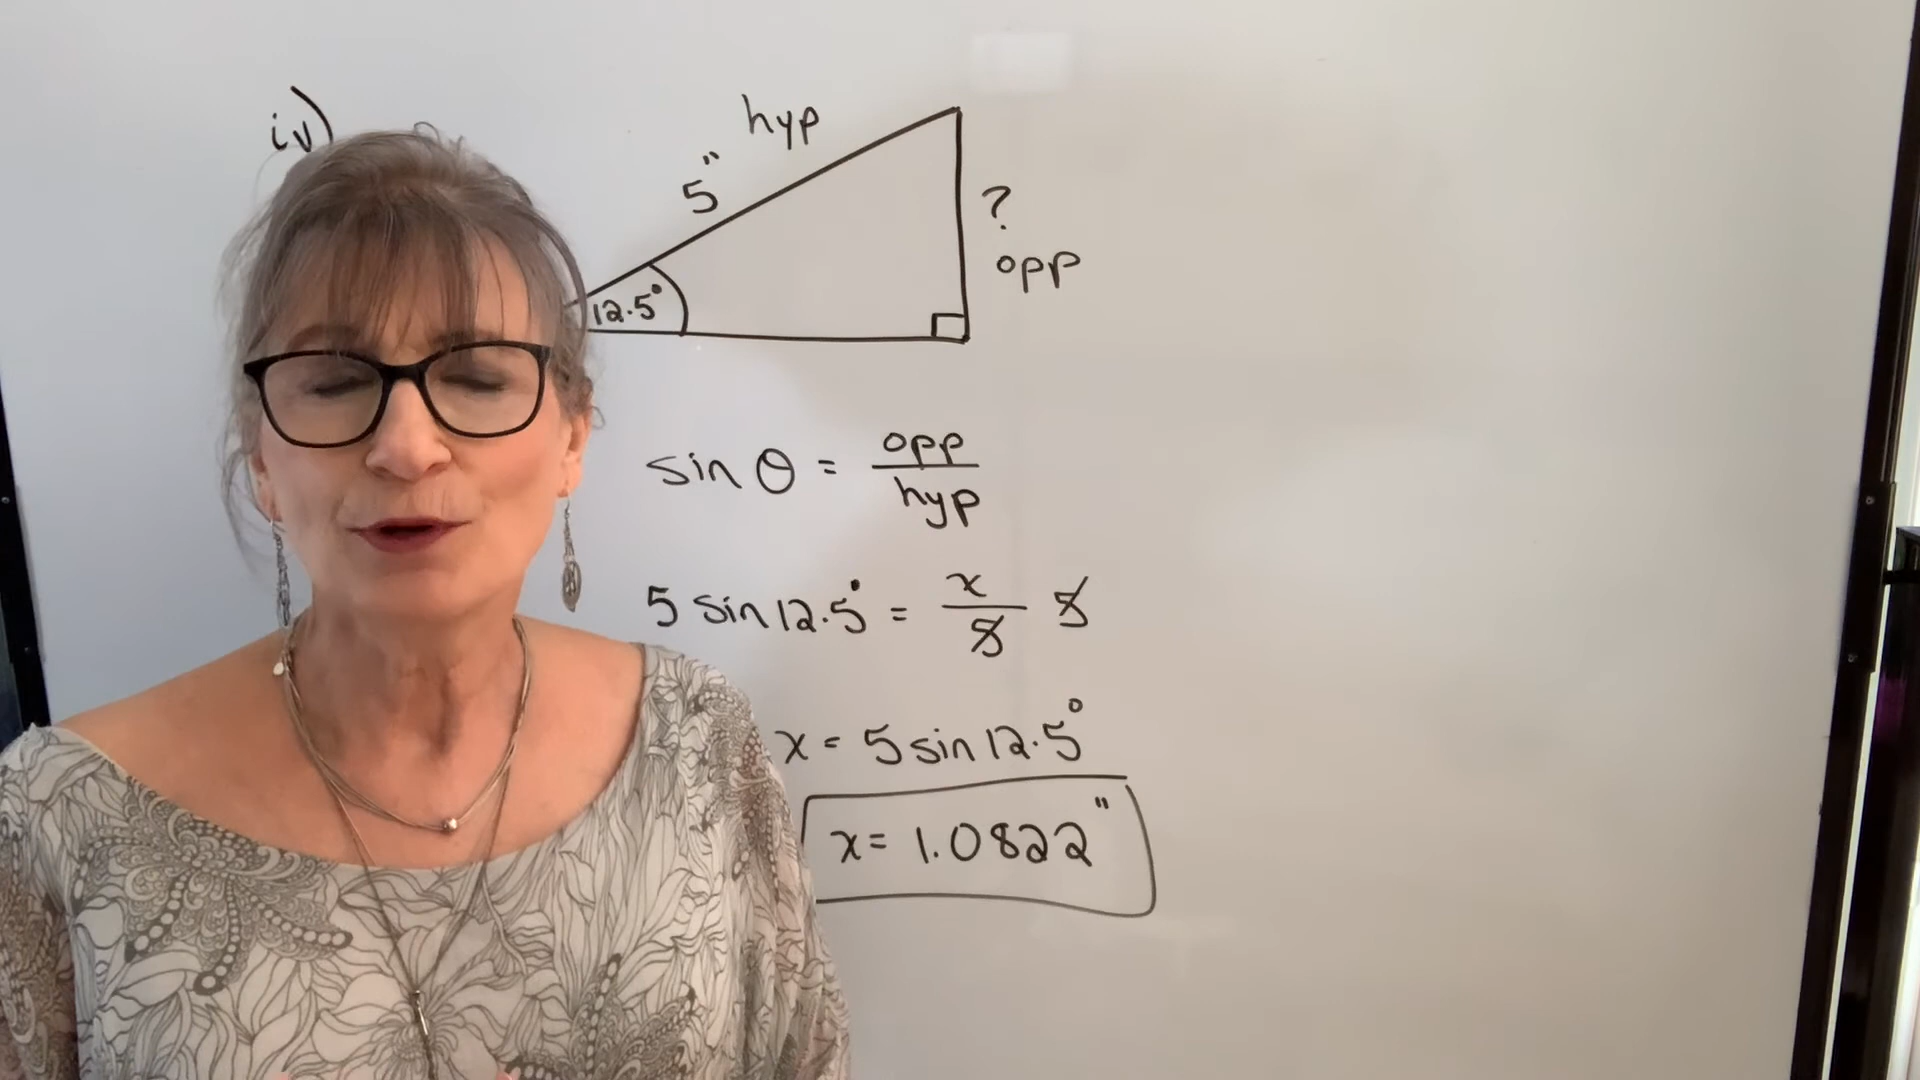 iv)
hyp
5"
?
opp
12.5°
sin θ = opp/hyp
5 sin 12.5° = x/5 5
x = 5 sin 12.5°
x = 1.0822"